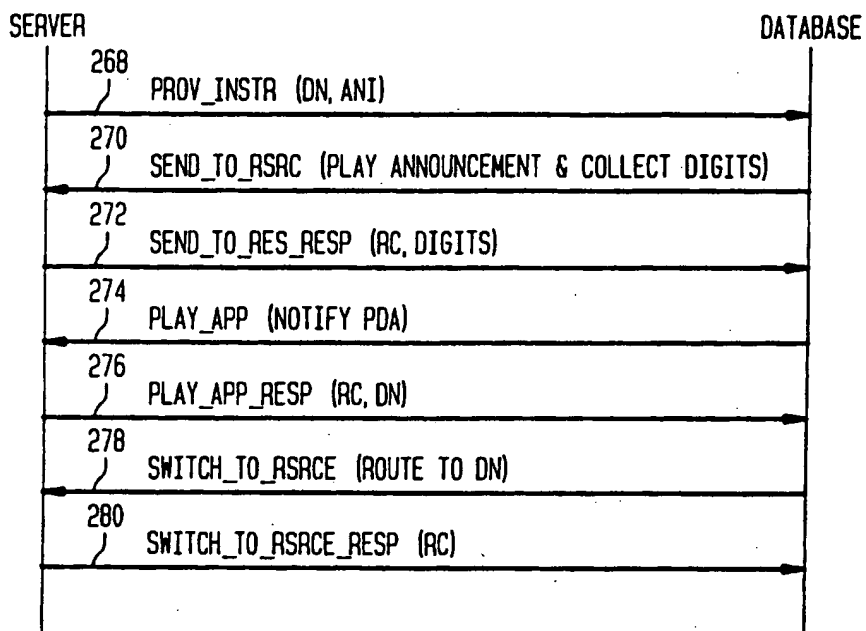 SERVER DATABASE
268
PROV_INSTR (DN, ANI)
270
SEND_TO_RSRC (PLAY ANNOUNCEMENT & COLLECT DIGITS)
272
SEND_TO_RES_RESP (RC, DIGITS)
274
PLAY_APP (NOTIFY PDA)
276
PLAY_APP_RESP (RC, DN)
278
SWITCH_TO_RSRCE (ROUTE TO DN)
280
SWITCH_TO_RSRCE_RESP (RC)